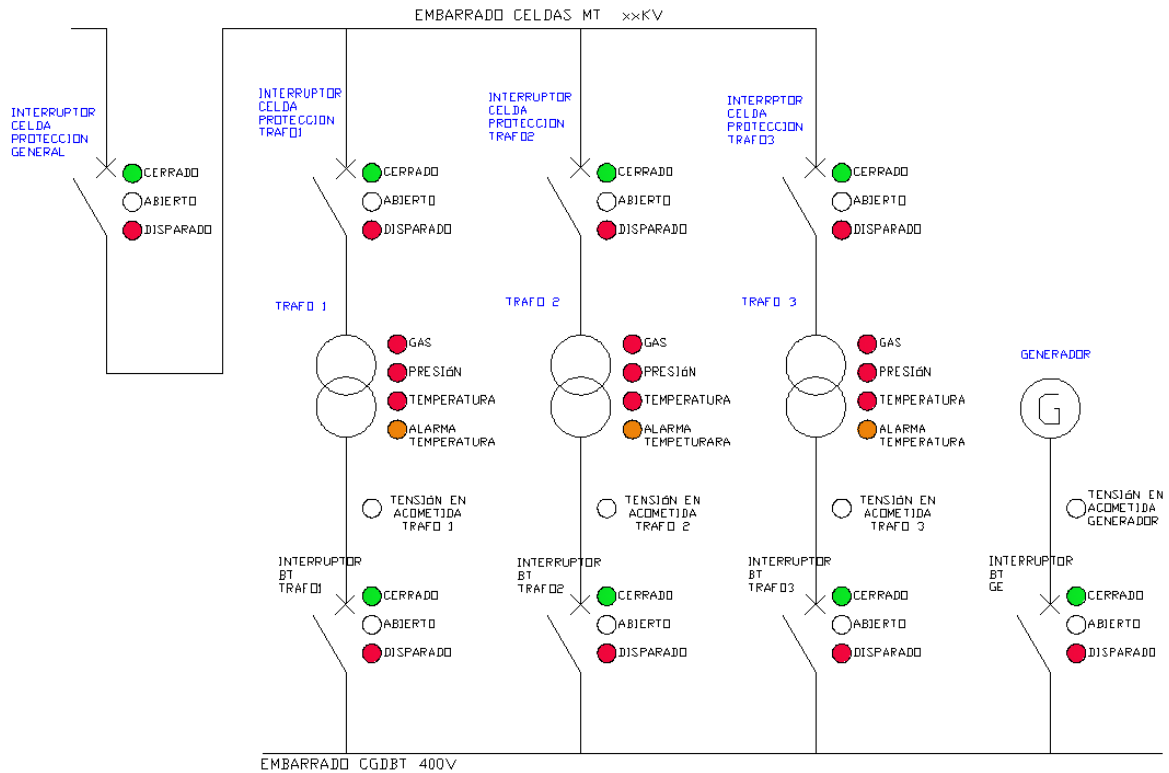 EMBARRADO CELDAS MT xxKV
INTERRUPTOR
CELDA
PROTECCION
GENERAL
CERRADO
ABIERTO
DISPARADO
INTERRUPTOR
CELDA
PROTECCION
TRAFO1
CERRADO
ABIERTO
DISPARADO
INTERRUPTOR
CELDA
PROTECCION
TRAFO2
CERRADO
ABIERTO
DISPARADO
INTERRPTOR
CELDA
PROTECCION
TRAFO3
CERRADO
ABIERTO
DISPARADO
TRAFO 1
GAS
PRESIón
TEMPERATURA
ALARMA
TEMPERATURA
TRAFO 2
GAS
PRESIón
TEMPERATURA
ALARMA
TEMPETURARA
TRAFO 3
GAS
PRESIón
TEMPERATURA
ALARMA
TEMPERATURA
GENERADOR
G
TENSIón EN
ACOMETIDA
TRAFO 1
TENSIón EN
ACOMETIDA
TRAFO 2
TENSIón EN
ACOMETIDA
TRAFO 3
TENSIón EN
ACOMETIDA
GENERADOR
INTERRUPTOR
BT
TRAFO1
CERRADO
ABIERTO
DISPARADO
INTERRUPTOR
BT
TRAFO2
CERRADO
ABIERTO
DISPARADO
INTERRUPTOR
BT
TRAFO3
CERRADO
ABIERTO
DISPARADO
INTERRUPTOR
BT
GE
CERRADO
ABIERTO
DISPARADO
EMBARRADO CGDBT 400V